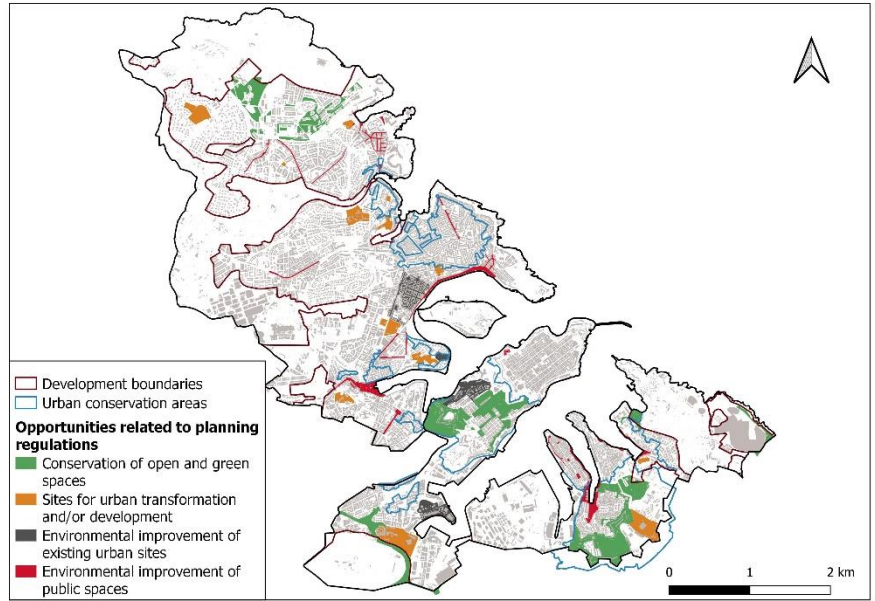 Development boundaries
Urban conservation areas
Opportunities related to planning
regulations
Conservation of open and green
spaces
Sites for urban transformation
and/or development
Environmental improvement of
existing urban sites
Environmental improvement of
public spaces
0 1 2 km